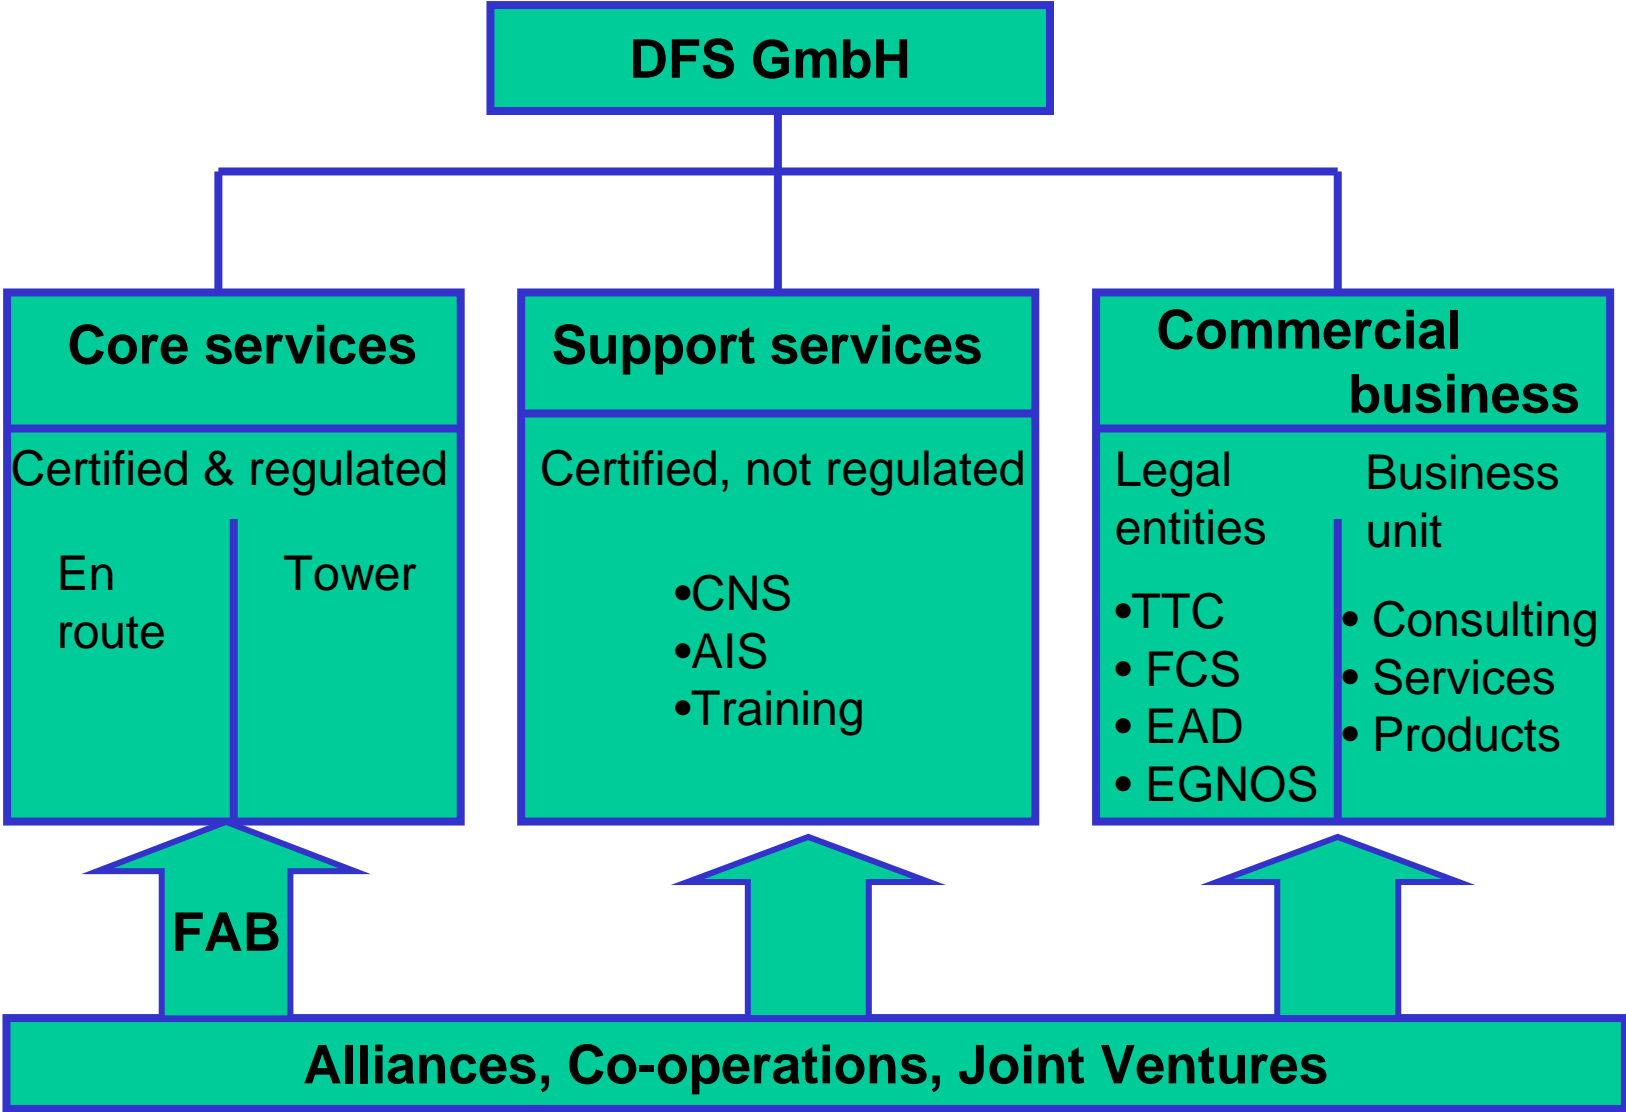 DFS GmbH
Core services
Certified & regulated
En
route
Tower
Support services
Certified, not regulated
•CNS
•AIS
•Training
Commercial
business
Legal
entities
•TTC
• FCS
• EAD
• EGNOS
Business
unit
• Consulting
• Services
• Products
FAB
Alliances, Co-operations, Joint Ventures